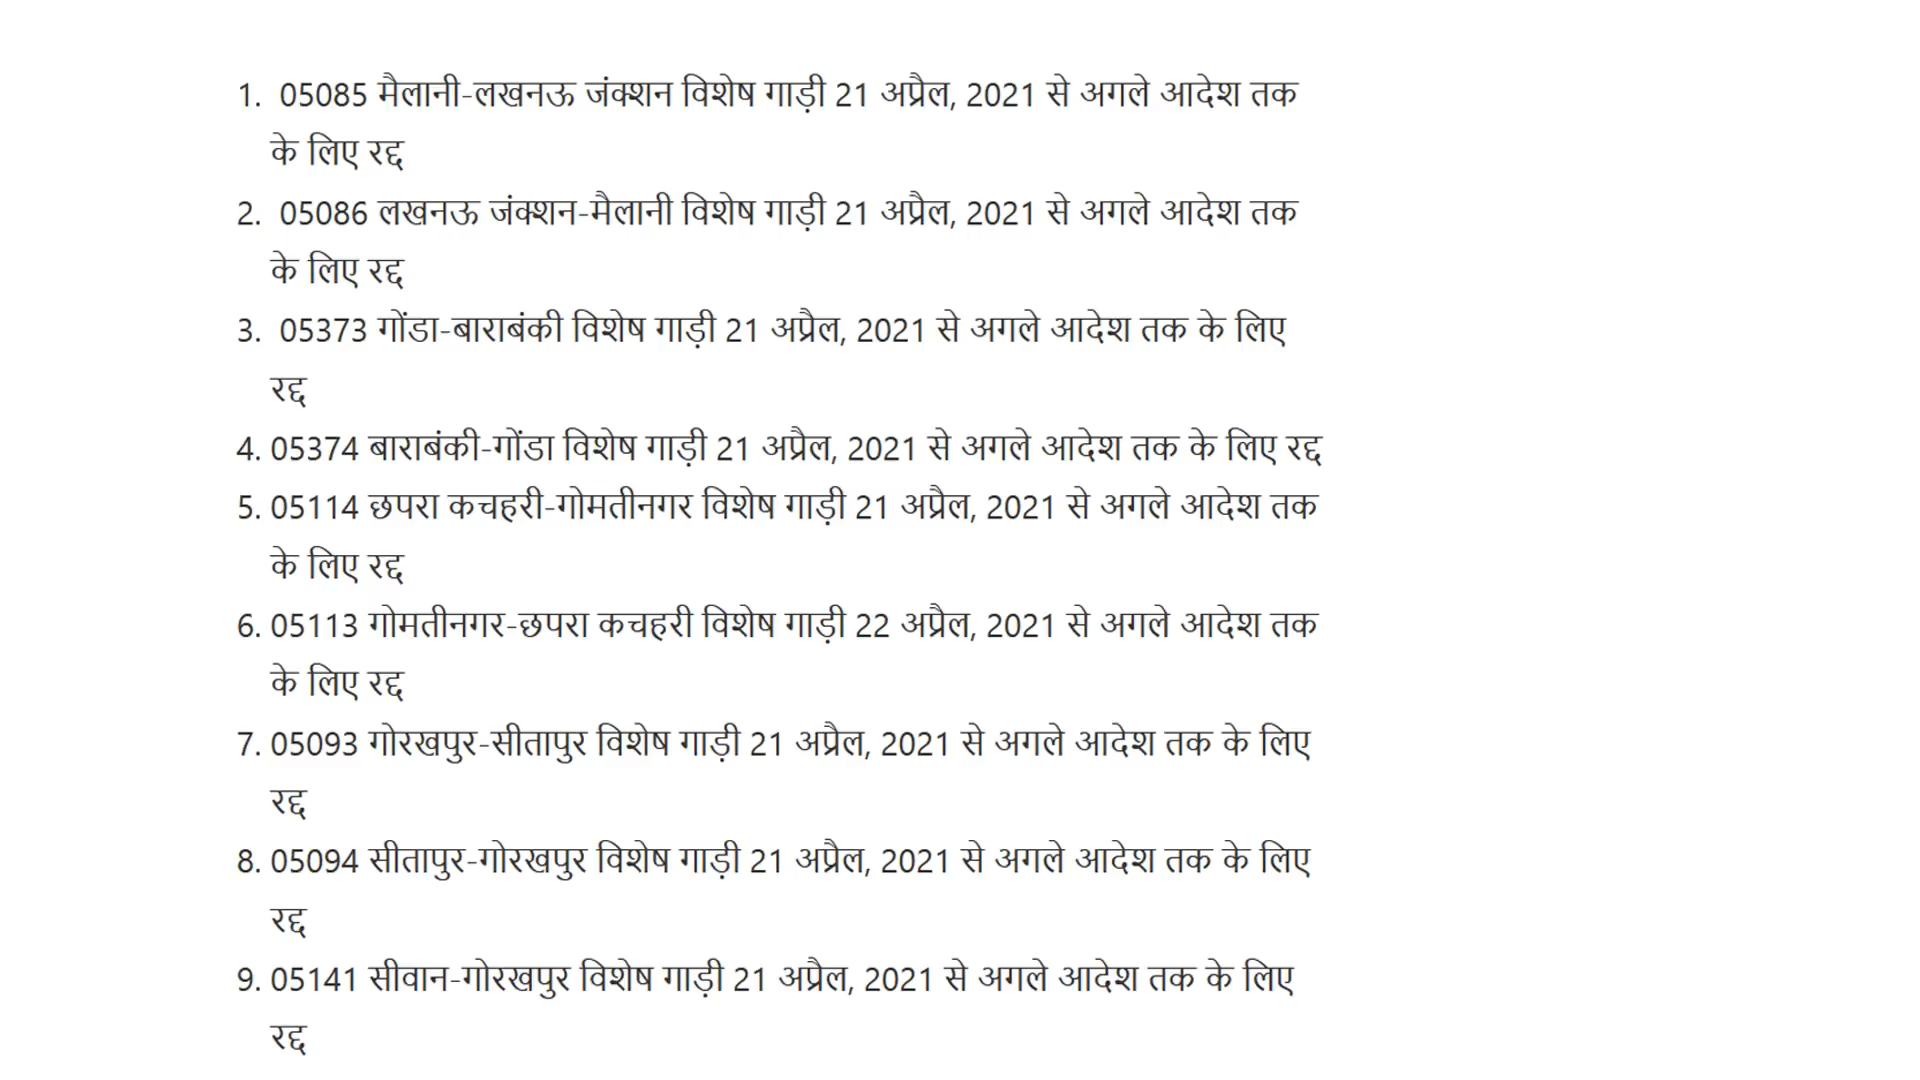 1. 05085 मैलानी-लखनऊ जंक्शन विशेष गाड़ी 21 अप्रैल, 2021 से अगले आदेश तक
के लिए रद्द
2. 05086 लखनऊ जंक्शन-मैलानी विशेष गाड़ी 21 अप्रैल, 2021 से अगले आदेश तक
के लिए रद्द
3. 05373 गोंडा-बाराबंकी विशेष गाड़ी 21 अप्रैल, 2021 से अगले आदेश तक के लिए
रद्द
4. 05374 बाराबंकी-गोंडा विशेष गाड़ी 21 अप्रैल, 2021 से अगले आदेश तक के लिए रद्द
5. 05114 छपरा कचहरी-गोमतीनगर विशेष गाड़ी 21 अप्रैल, 2021 से अगले आदेश तक
के लिए रद्द
6. 05113 गोमतीनगर-छपरा कचहरी विशेष गाड़ी 22 अप्रैल, 2021 से अगले आदेश तक
के लिए रद्द
7. 05093 गोरखपुर-सीतापुर विशेष गाड़ी 21 अप्रैल, 2021 से अगले आदेश तक के लिए
रद्द
8. 05094 सीतापुर-गोरखपुर विशेष गाड़ी 21 अप्रैल, 2021 से अगले आदेश तक के लिए
रद्द
9. 05141 सीवान-गोरखपुर विशेष गाड़ी 21 अप्रैल, 2021 से अगले आदेश तक के लिए
रद्द